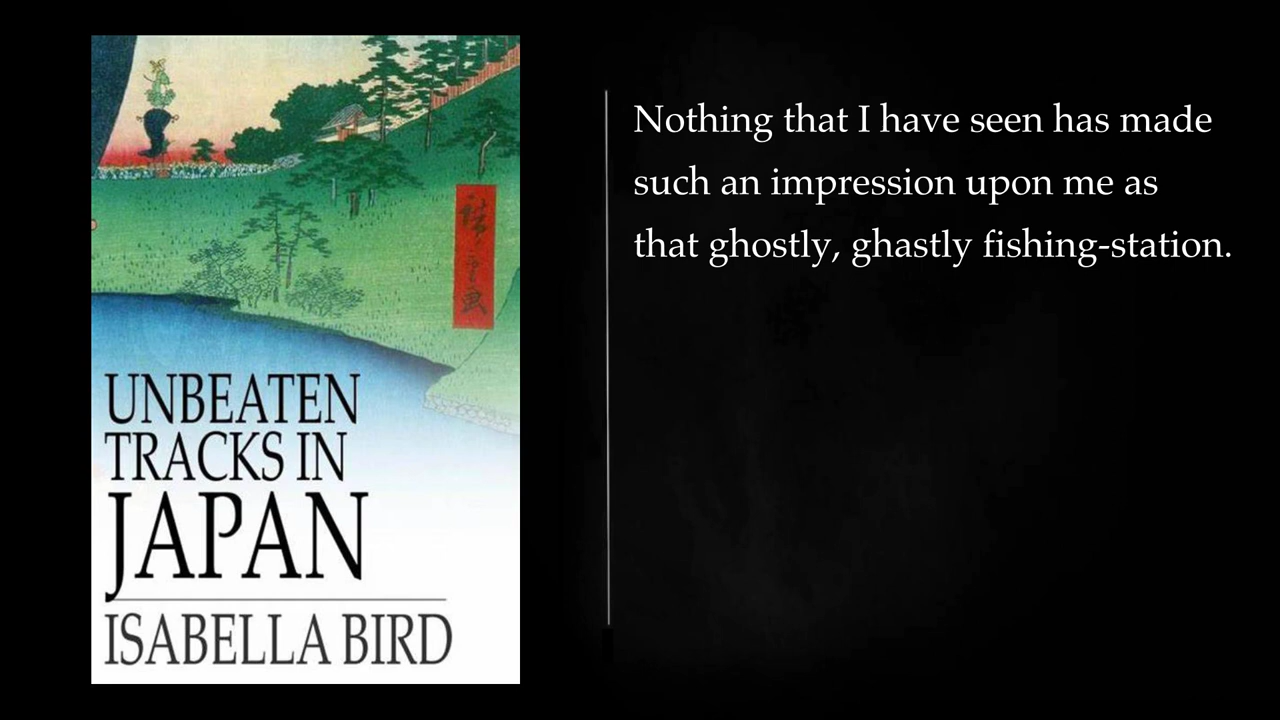 UNBEATEN
TRACKS IN
JAPAN
ISABELLA BIRD
Nothing that I have seen has made
such an impression upon me as
that ghostly, ghastly fishing-station.